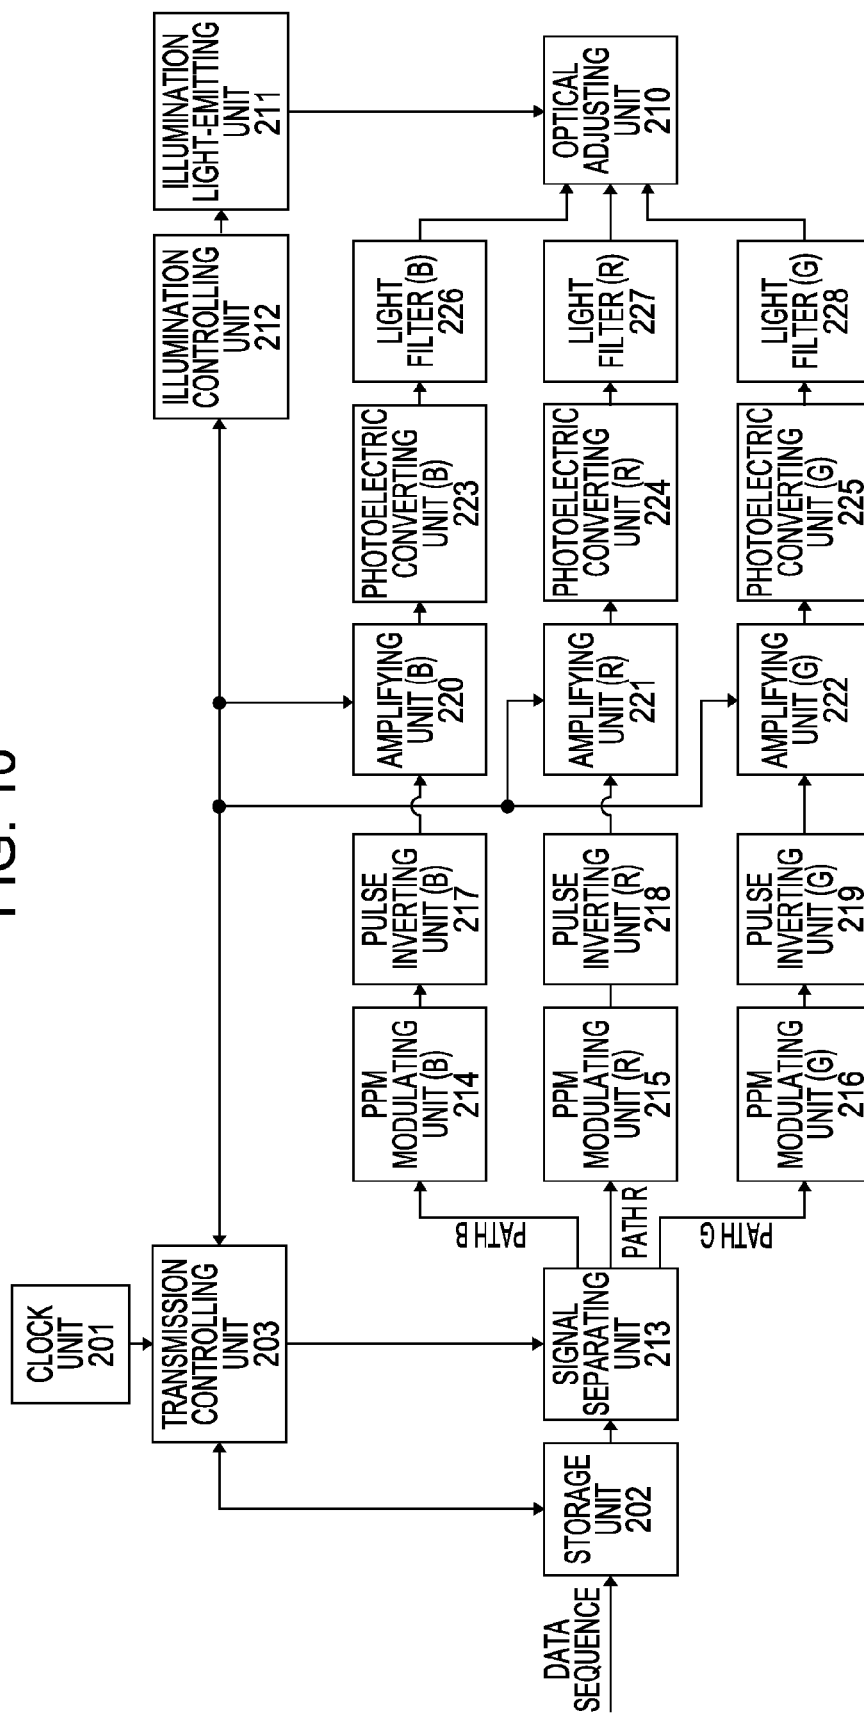 FIG.
CLOCK
UNIT
201
TRANSMISSION
CONTROLLING
UNIT
203
ILLUMINATION
CONTROLLING
UNIT
212
ILLUMINATION
LIGHT-EMITTING
UNIT
211
PATH B
PPM
MODULATING
UNIT (B)
214
PULSE
INVERTING
UNIT (B)
217
AMPLIFYING
UNIT (B)
220
PHOTOELECTRIC
CONVERTING
UNIT (B)
223
LIGHT
FILTER (B)
226
DATA
SEQUENCE
STORAGE
UNIT
202
SIGNAL
SEPARATING
UNIT
213
PATH R
PPM
MODULATING
UNIT (R)
215
PULSE
INVERTING
UNIT (R)
218
AMPLIFYING
UNIT (R)
221
PHOTOELECTRIC
CONVERTING
UNIT (R)
224
LIGHT
FILTER (R)
227
OPTICAL
ADJUSTING
UNIT
210
PATH G
PPM
MODULATING
UNIT (G)
216
PULSE
INVERTING
UNIT (G)
219
AMPLIFYING
UNIT (G)
222
PHOTOELECTRIC
CONVERTING
UNIT (G)
225
LIGHT
FILTER (G)
228